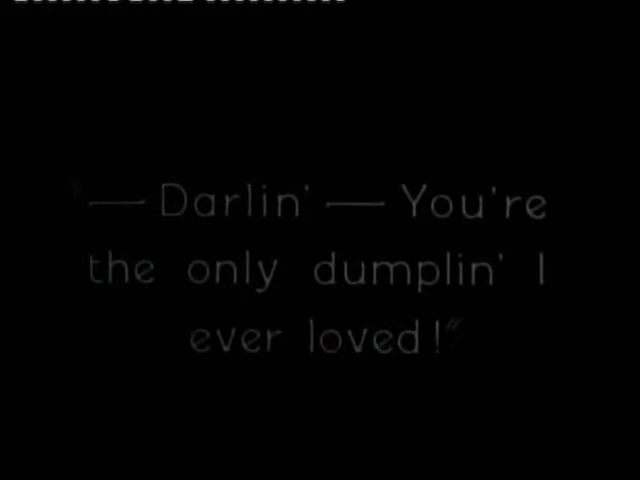 — Darlin' — You're
the only dumplin' I
ever loved!"